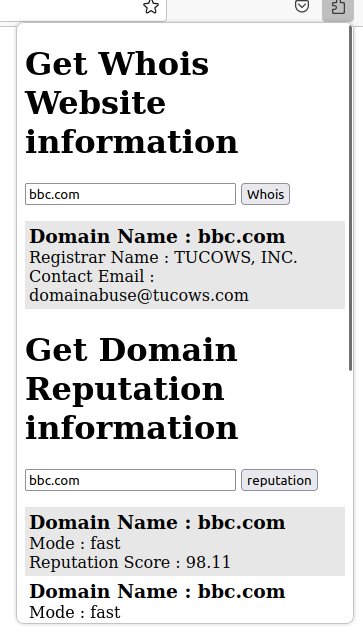 Get Whois
Website
information
bbc.com
Whois
Domain Name : bbc.com
Registrar Name : TUCOWS, INC.
Contact Email :
domainabuse@tucows.com
Get Domain
Reputation
information
bbc.com
reputation
Domain Name : bbc.com
Mode : fast
Reputation Score : 98.11
Domain Name : bbc.com
Mode : fast